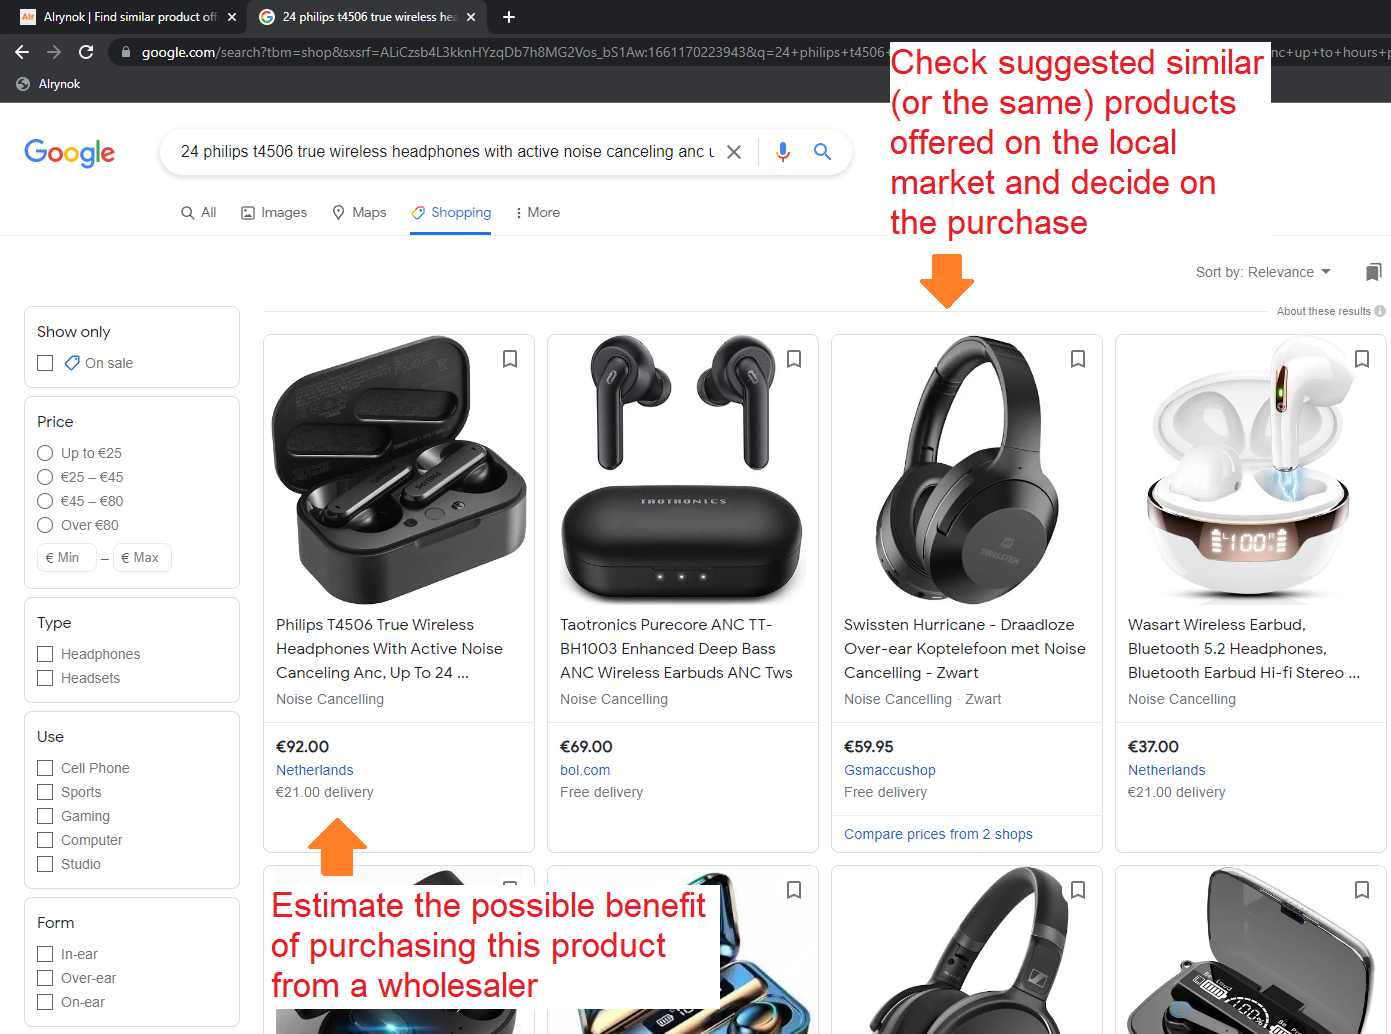 Alrynok | Find similar product off
24 philips t4506 true wireless hea
google.com/search?tbm=shop&sxsrf=ALiCzsb4L3kknHYzqDb7h8MG2Vos_bS1Aw:1661170223943&q=24+philips+t4506
nc+up+to+hours+p
Alrynok
Check suggested similar
(or the same) products
offered on the local
market and decide on
the purchase
Google
24 philips t4506 true wireless headphones with active noise canceling anc u
All
Images
Maps
Shopping
More
Sort by: Relevance
About these results
Show only
On sale
Price
Up to €25
€25 – €45
€45 – €80
Over €80
€ Min – € Max
Type
Headphones
Headsets
Use
Cell Phone
Sports
Gaming
Computer
Studio
Form
In-ear
Over-ear
On-ear
PHILIPS
Philips T4506 True Wireless
Headphones With Active Noise
Canceling Anc, Up To 24 ...
Noise Cancelling
€92.00
Netherlands
€21.00 delivery
TAOTRONICS
Taotronics Purecore ANC TT-
BH1003 Enhanced Deep Bass
ANC Wireless Earbuds ANC Tws
Noise Cancelling
€69.00
bol.com
Free delivery
SWISSTEN
Swissten Hurricane - Draadloze
Over-ear Koptelefoon met Noise
Cancelling - Zwart
Noise Cancelling · Zwart
€59.95
Gsmaccushop
Free delivery
Compare prices from 2 shops
L 100 R %
Wasart Wireless Earbud,
Bluetooth 5.2 Headphones,
Bluetooth Earbud Hi-fi Stereo ...
Noise Cancelling
€37.00
Netherlands
€21.00 delivery
Estimate the possible benefit
of purchasing this product
from a wholesaler